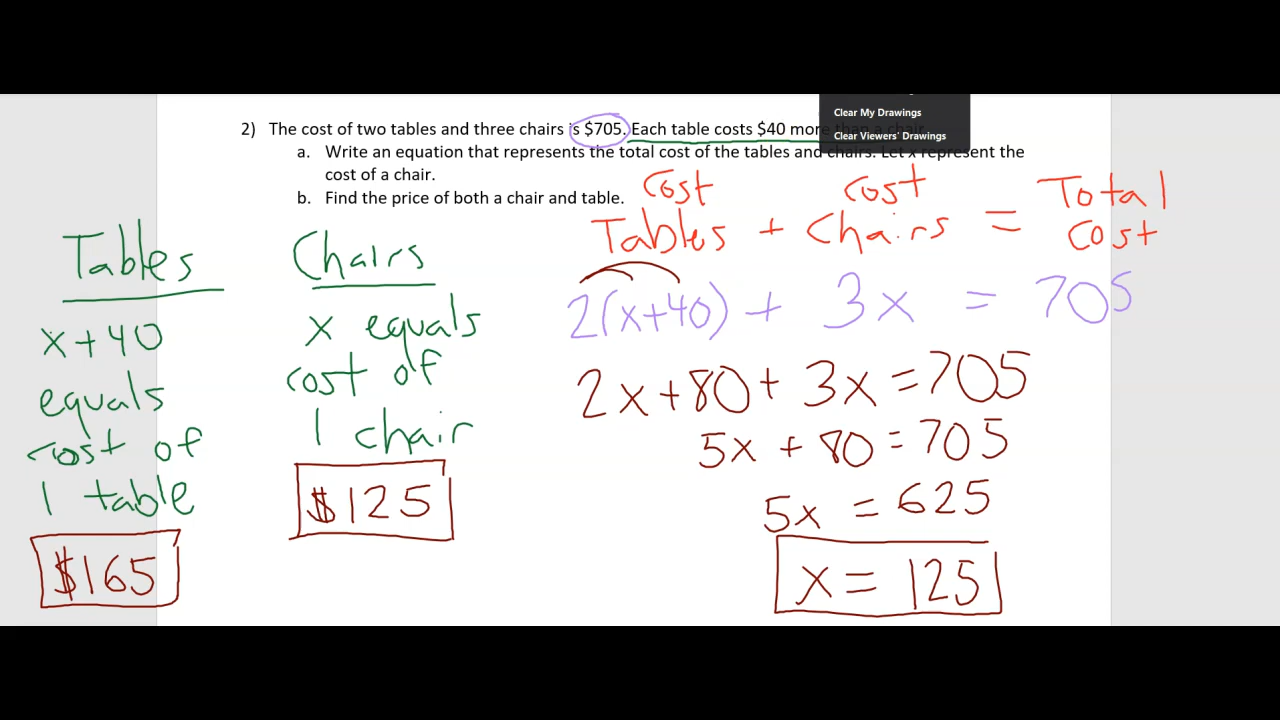 Clear My Drawings
Clear Viewers' Drawings
2) The cost of two tables and three chairs is $705. Each table costs $40 more
a. Write an equation that represents the total cost of the tables and chairs. Let x represent the
cost of a chair.
b. Find the price of both a chair and table.
Cost Cost Total
Tables + Chairs = Cost
2(x+40) + 3x = 705
2x+80+ 3x=705
5x + 80 = 705
5x = 625
x = 125
Tables
x+40
equals
cost of
1 table
$165
Chairs
x equals
cost of
1 chair
$125